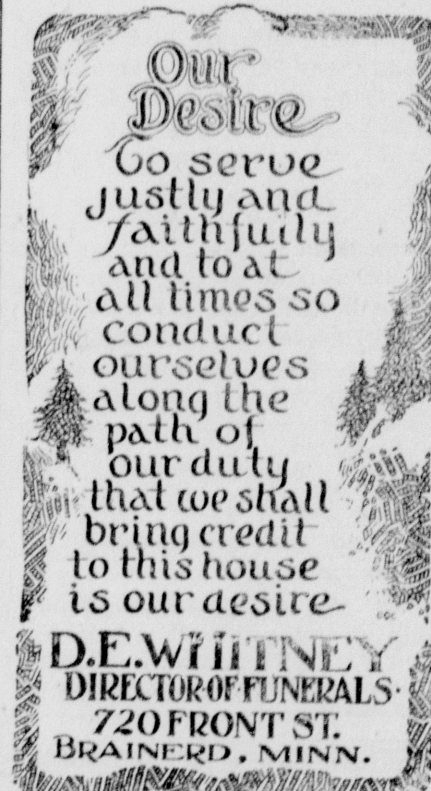 Our
Desire
To serve
justly and
faithfully
and to at
all times so
conduct
ourselves
along the
path of
our duty
that we shall
bring credit
to this house
is our desire
D.E.WHITNEY
DIRECTOR OF FUNERALS
720 FRONT ST.
BRAINERD, MINN.